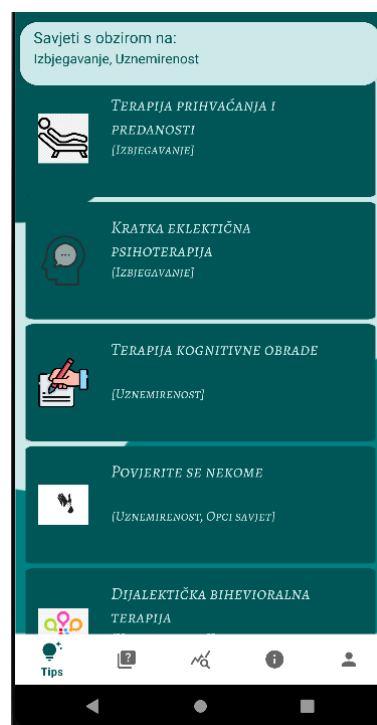 Savjeti s obzirom na:
Izbjegavanje, Uznemirenost
Terapija prihvaćanja i
predanosti
[Izbjegavanje]
Kratka eklektična
psihoterapija
[Izbjegavanje]
Terapija kognitivne obrade
[Uznemirenost]
Povjerite se nekome
[Uznemirenost, Opci savjet]
Dijalektička bihevioralna
terapija
Tips